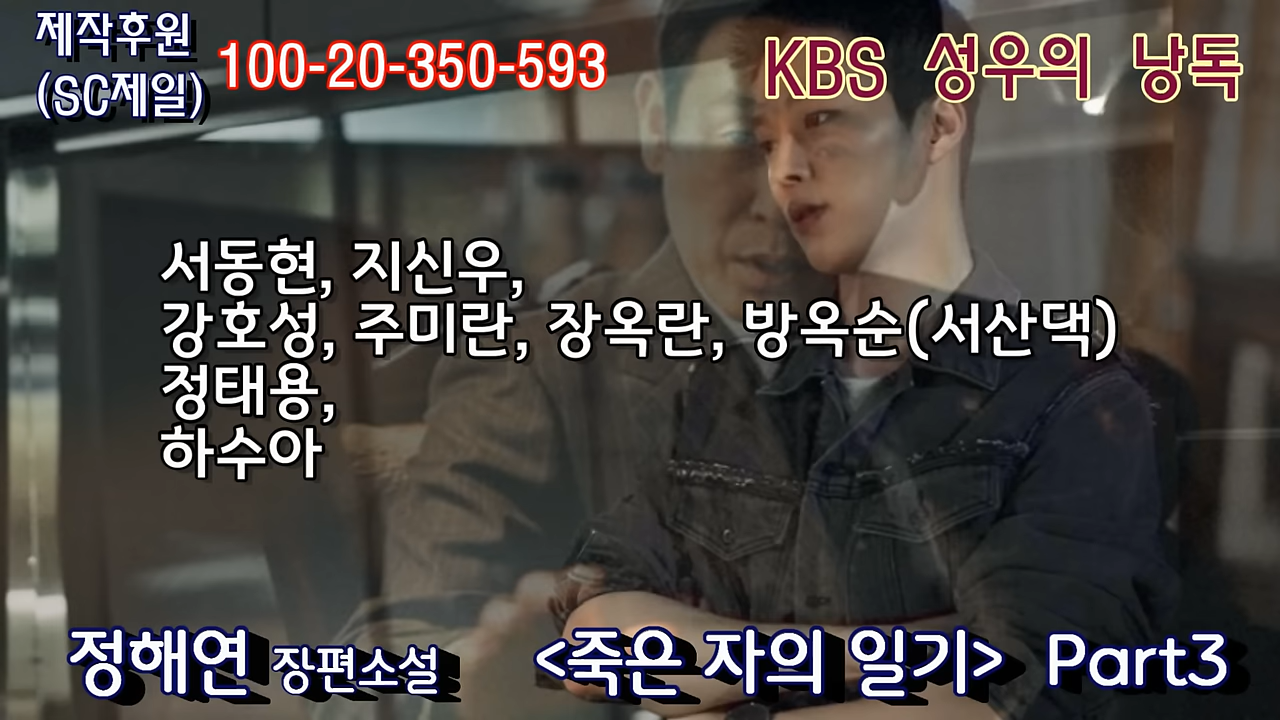 제작후원
(SC제일)
100-20-350-593
KBS 성우의 낭독
서동현, 지신우,
강호성, 주미란, 장옥란, 방옥순(서산댁)
정태용,
하수아
정해연 장편소설 <죽은 자의 일기> Part3